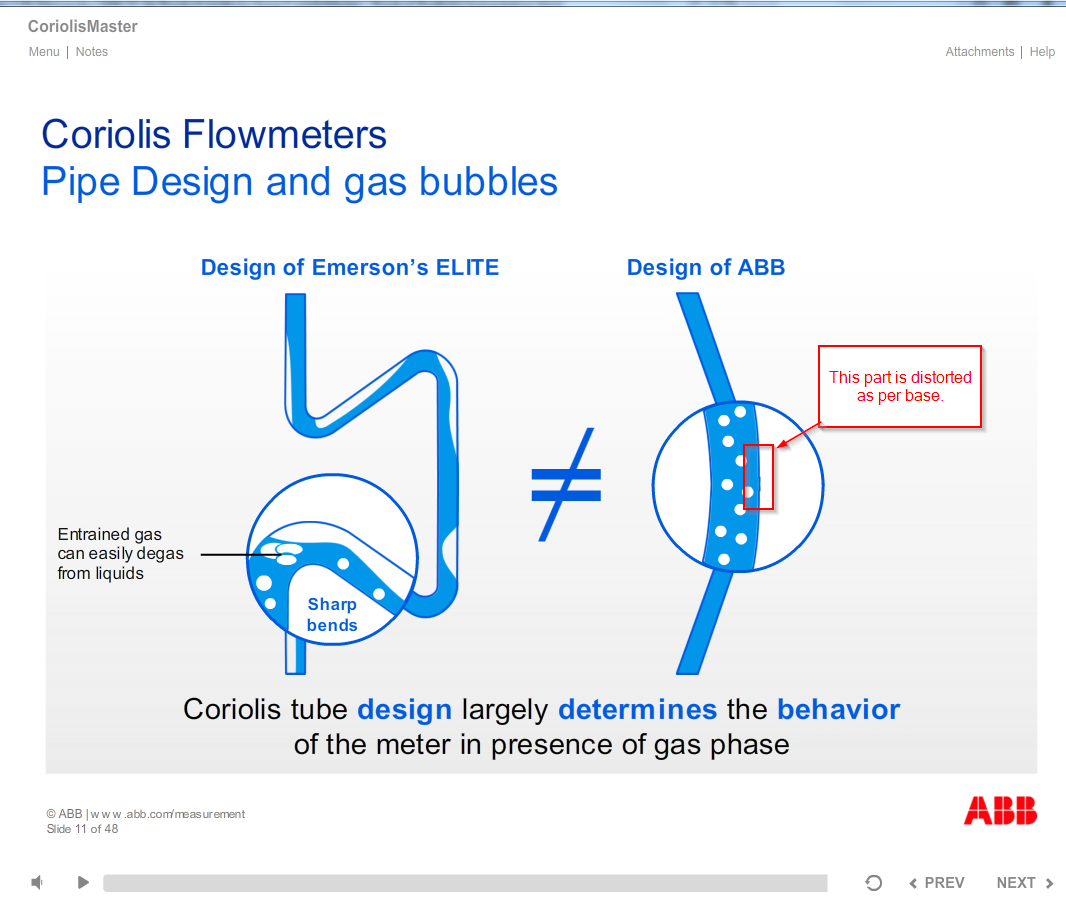 CoriolisMaster
Menu | Notes
Attachments | Help
Coriolis Flowmeters
Pipe Design and gas bubbles
Design of Emerson's ELITE
Design of ABB
This part is distorted
as per base.
≠
Entrained gas
can easily degas
from liquids
Sharp
bends
Coriolis tube design largely determines the behavior
of the meter in presence of gas phase
© ABB | www.abb.com/measurement
Slide 11 of 48
ABB
PREV
NEXT